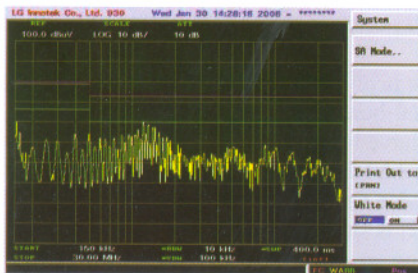 LG Innotek Co., Ltd. 930 Wed Jan 30 14:28:16 2008 - *******
REF SCALE ATT
100.0 dBuV LOG 10 dB/ 10 dB
START 150 kHz *RBW 10 kHz *SWP 400.0 ms
STOP 30.00 MHz *VBW 100 kHz
System
SA Mode..
Print Out to
[PRN]
White Mode
OFF ON